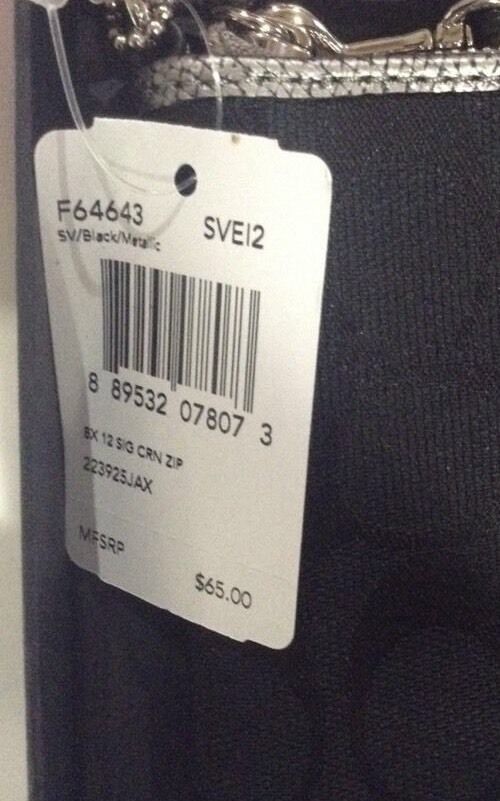 F64643 SVEI2
SV/Black/Metallic
8 89532 07807 3
BX 12 SIG CRN ZIP
223925JAX
MFSRP
$65.00